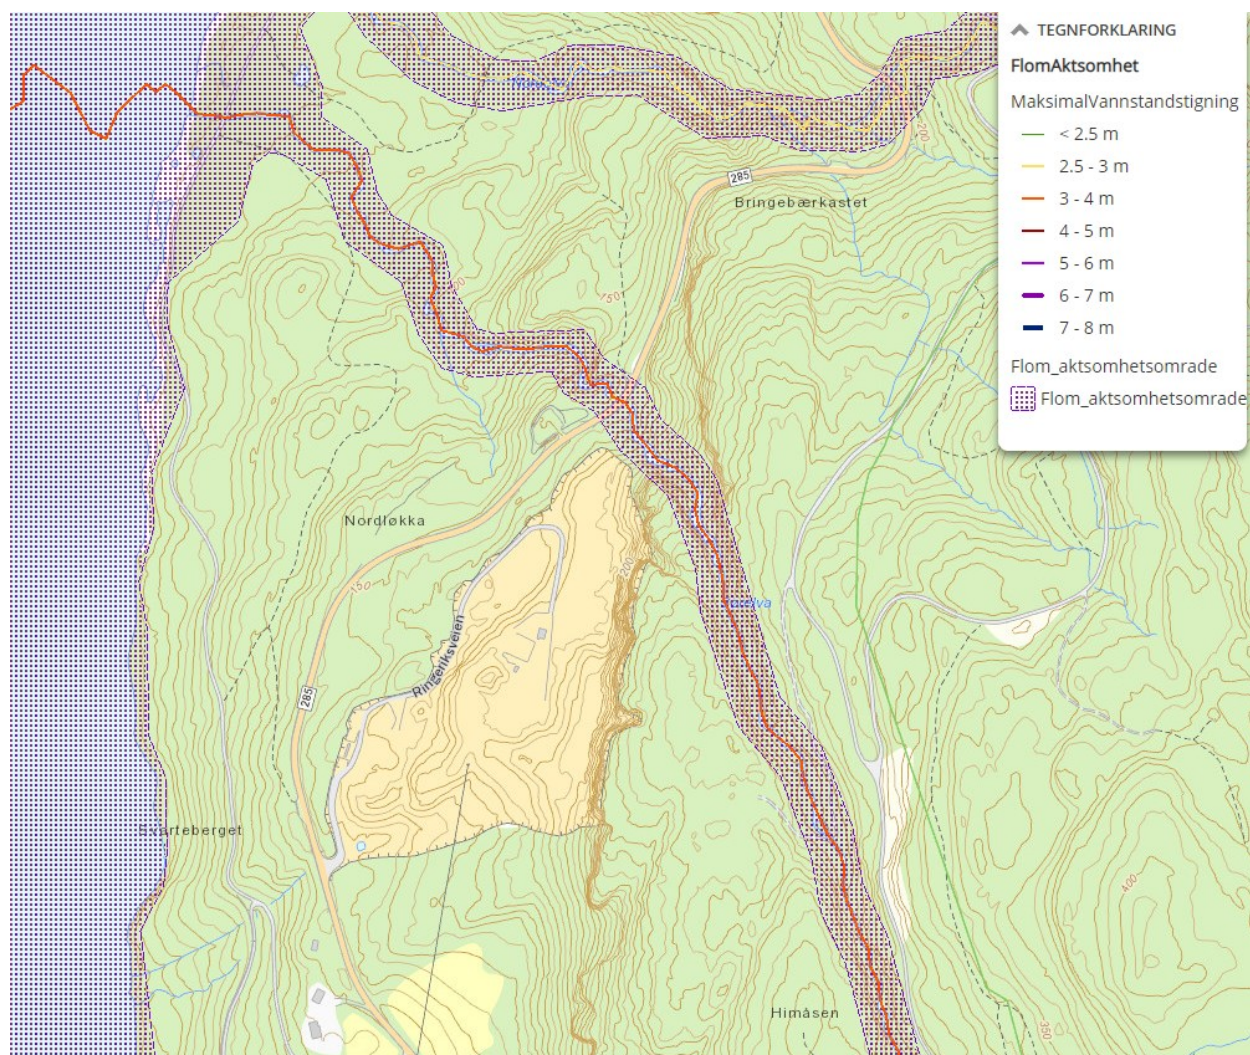 TEGNFORKLARING
FlomAktsomhet
MaksimalVannstandstigning
< 2.5 m
2.5 - 3 m
3 - 4 m
4 - 5 m
5 - 6 m
6 - 7 m
7 - 8 m
Flom_aktsomhetsomrade
Flom_aktsomhetsomrade
200
285
Bringebærkastet
150
Nordløkka
150
200
Ringeriksveien
285
Svarteberget
400
Himåsen
350